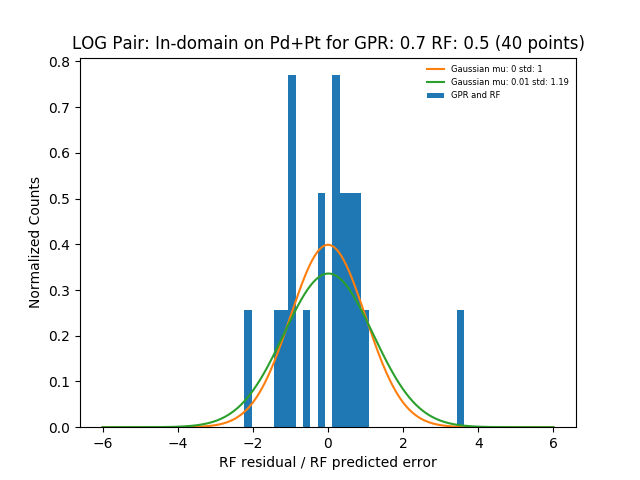 LOG Pair: In-domain on Pd+Pt for GPR: 0.7 RF: 0.5 (40 points)
Gaussian mu: 0 std: 1
Gaussian mu: 0.01 std: 1.19
GPR and RF
Normalized Counts
0.8
0.7
0.6
0.5
0.4
0.3
0.2
0.1
0.0
−6 −4 −2 0 2 4 6
RF residual / RF predicted error